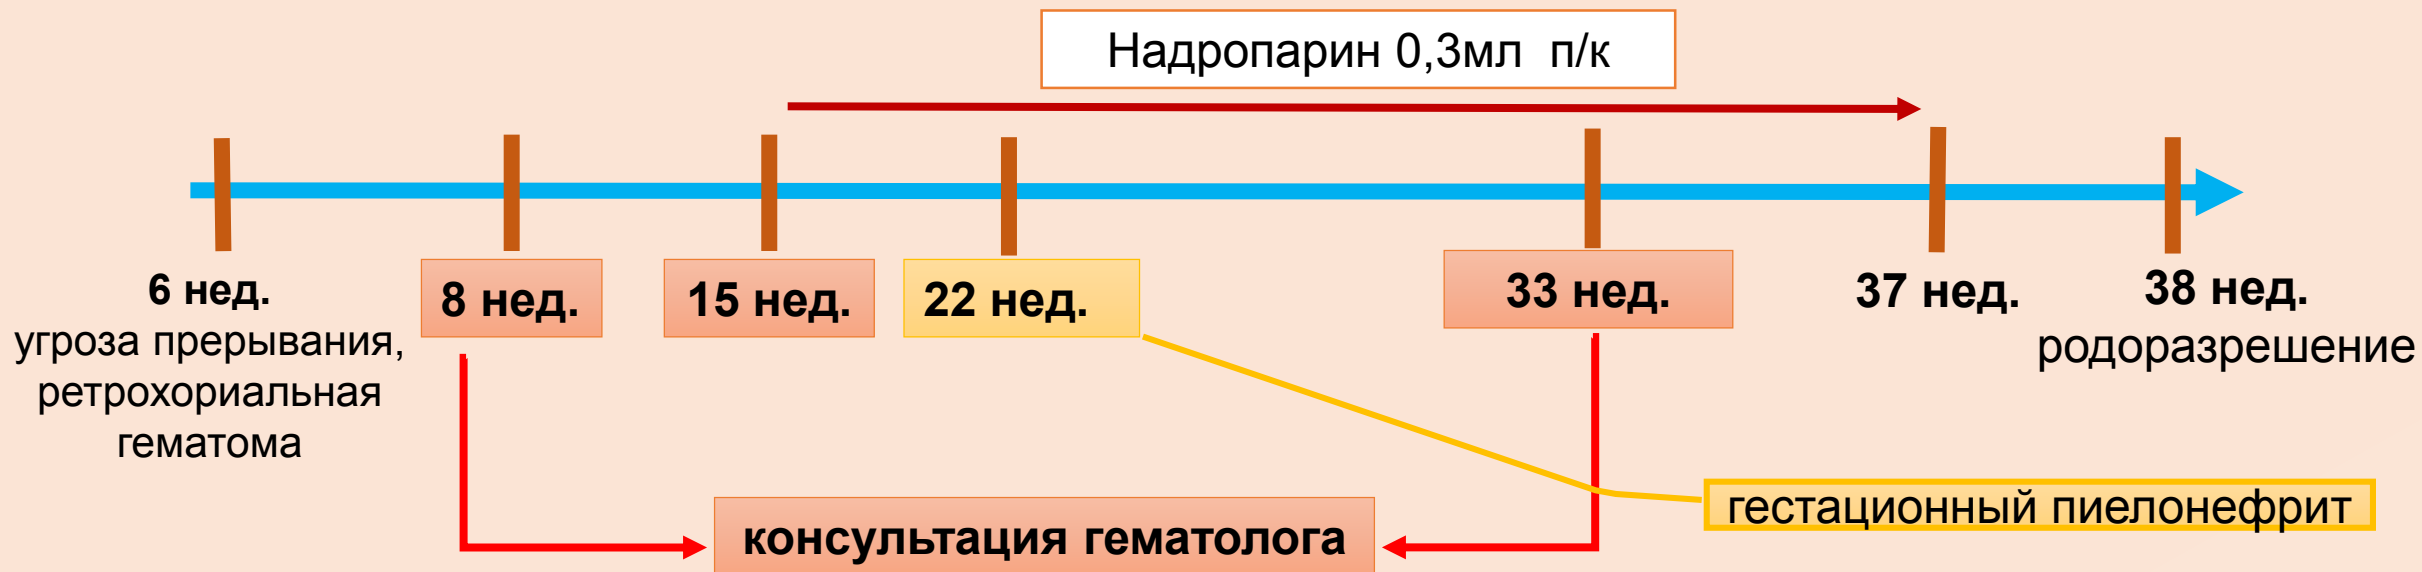 Надропарин 0,3мл п/к
6 нед.
угроза прерывания,
ретрохориальная
гематома
8 нед.
15 нед.
22 нед.
33 нед.
37 нед.
38 нед.
родоразрешение
гестационный пиелонефрит
консультация гематолога